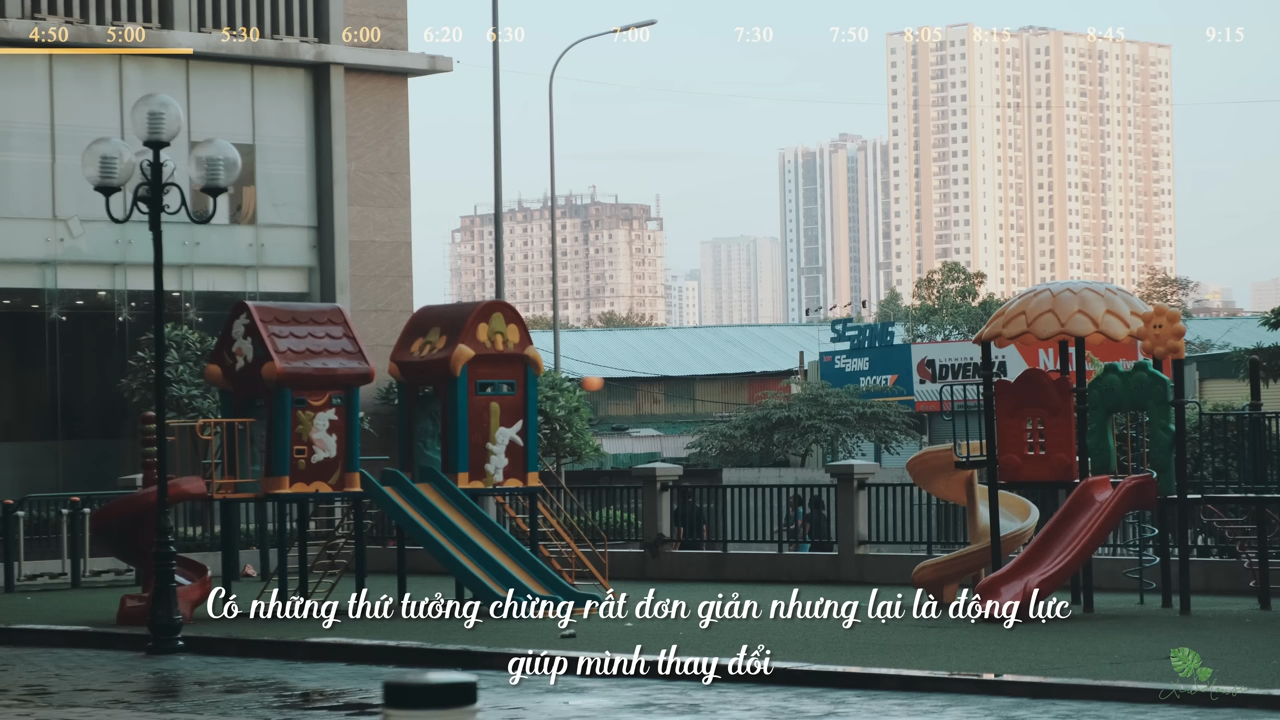 4:50 5:00 5:30 6:00 6:20 6:30 7:00 7:30 7:50 8:05 8:15 8:45 9:15
SEBANG
SEBANG
ROCKET
ADVENZA
Có những thứ tưởng chừng rất đơn giản nhưng lại là động lực
giúp mình thay đổi